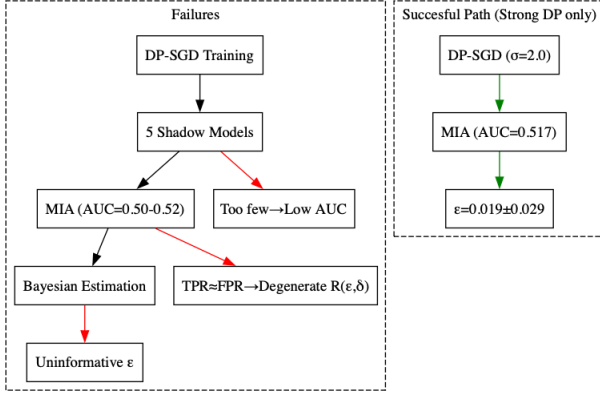 Failures
DP-SGD Training
5 Shadow Models
MIA (AUC=0.50-0.52)
Too few→Low AUC
Bayesian Estimation
TPR≈FPR→Degenerate R(ε,δ)
Uninformative ε
Succesful Path (Strong DP only)
DP-SGD (σ=2.0)
MIA (AUC=0.517)
ε=0.019±0.029